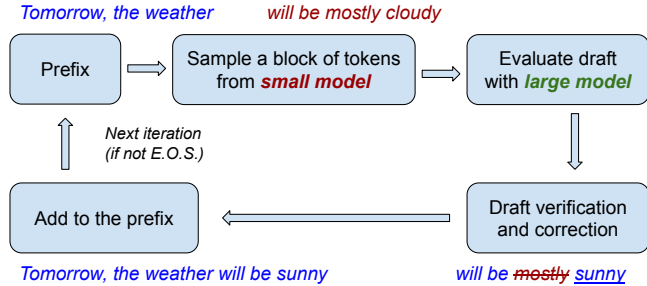 Tomorrow, the weather
will be mostly cloudy
Prefix
Sample a block of tokens
from small model
Evaluate draft
with large model
Next iteration
(if not E.O.S.)
Add to the prefix
Draft verification
and correction
Tomorrow, the weather will be sunny
will be mostly sunny